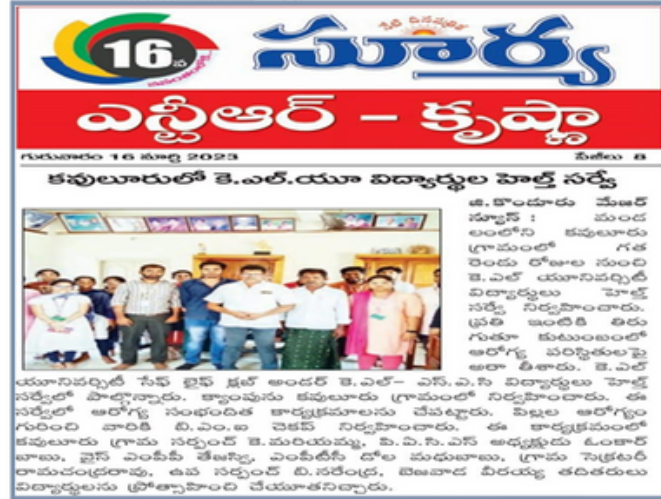 16వ
నేటి దినపత్రిక
సూర్య
ఎన్టీఆర్ - కృష్ణా
గురువారం 16 మార్చి 2023
పేజీలు 8
కవులూరులో కె.ఎల్.యూ విద్యార్థుల హెల్త్ సర్వే
జి.కొండూరు మేజర్
న్యూస్ : మండ
లంలోని కవులూరు
గ్రామంలో గత
రెండు రోజుల నుంచి
కె.ఎల్ యూనివర్సిటీ
విద్యార్థులు హెల్త్
సర్వే నిర్వహించారు.
ప్రతి ఇంటికి తిరు
గుతూ కుటుంబంలో
ఆరోగ్య పరిస్థితులపై
ఆరా తీశారు. కె.ఎల్
యూనివర్సిటీ సేఫ్ లైఫ్ క్లబ్ అండర్ కె.ఎల్- ఎస్.ఎ.సి విద్యార్థులు హెల్త్
సర్వేలో పాల్గొన్నారు. క్యాంపును కవులూరు గ్రామంలో నిర్వహించారు. ఈ
సర్వేలో ఆరోగ్య సంభందిత కార్యక్రమాలను చేపట్టారు. పిల్లల ఆరోగ్యం
గురించి వారికి బి.ఎం.ఐ చెకప్ నిర్వహించారు. ఈ కార్యక్రమంలో
కవులూరు గ్రామ సర్పంచ్ కె.మరియమ్మ, పి.ఏ.సి.ఎస్ అధ్యక్షుడు ఓంకార్
బాబు, వైస్ ఎంపీపీ తేజస్వి, ఎంపీటీసీ దోల మధుబాబు, గ్రామ సెక్రటరీ
రామచంద్రరావు, ఉప సర్పంచ్ బి.నరేంద్ర, బెజవాడ వీరయ్య తదితరులు
విద్యార్థులను ప్రోత్సాహించి చేయూతనిచ్చారు.